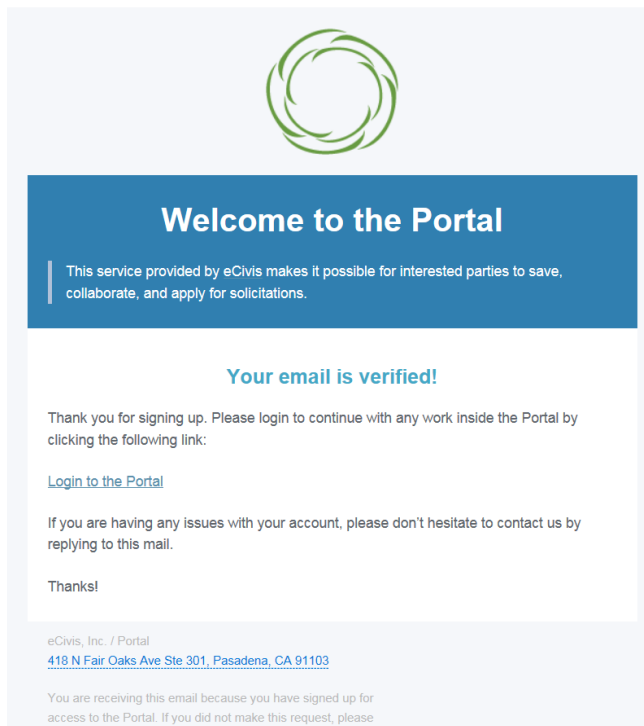 Welcome to the Portal
This service provided by eCivis makes it possible for interested parties to save,
collaborate, and apply for solicitations.
Your email is verified!
Thank you for signing up. Please login to continue with any work inside the Portal by
clicking the following link:
Login to the Portal
If you are having any issues with your account, please don’t hesitate to contact us by
replying to this mail.
Thanks!
eCivis, Inc. / Portal
418 N Fair Oaks Ave Ste 301, Pasadena, CA 91103
You are receiving this email because you have signed up for
access to the Portal. If you did not make this request, please